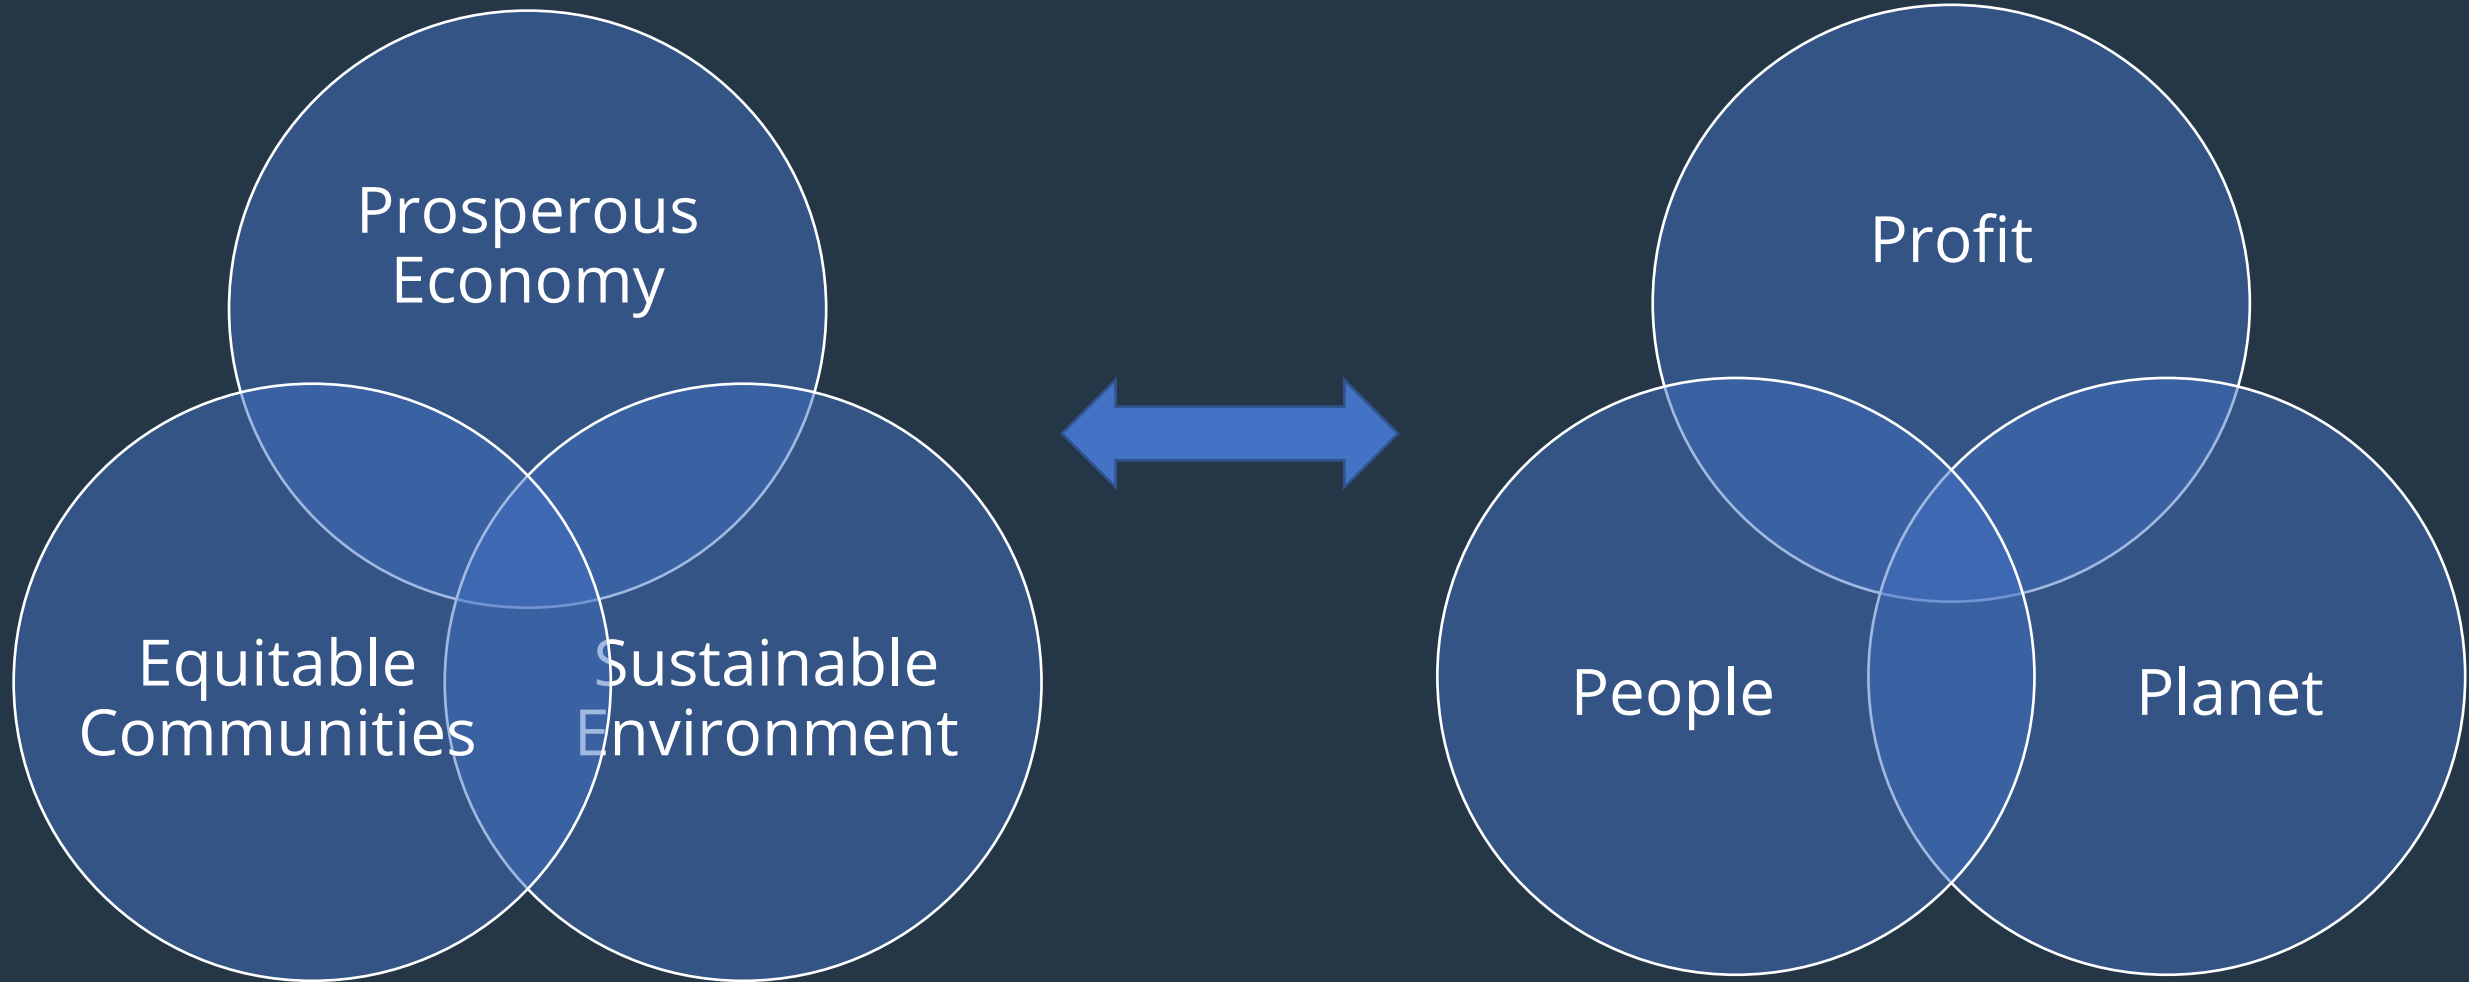 Prosperous
Economy
Equitable
Communities
Sustainable
Environment
Profit
People
Planet